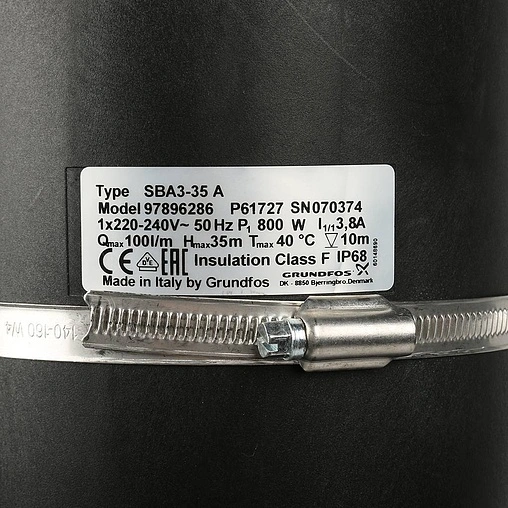 Type SBA3-35 A
Model 97896286 P61727 SN070374
1x220-240V~ 50 Hz P1 800 W I1/1 3,8A
Qmax 100l/m Hmax 35m Tmax 40 °C ▽ 10m
CE VDE EAC Insulation Class F IP68
GRUNDFOS
Made in Italy by Grundfos DK - 8850 Bjerringbro. Denmark
140-160 W4